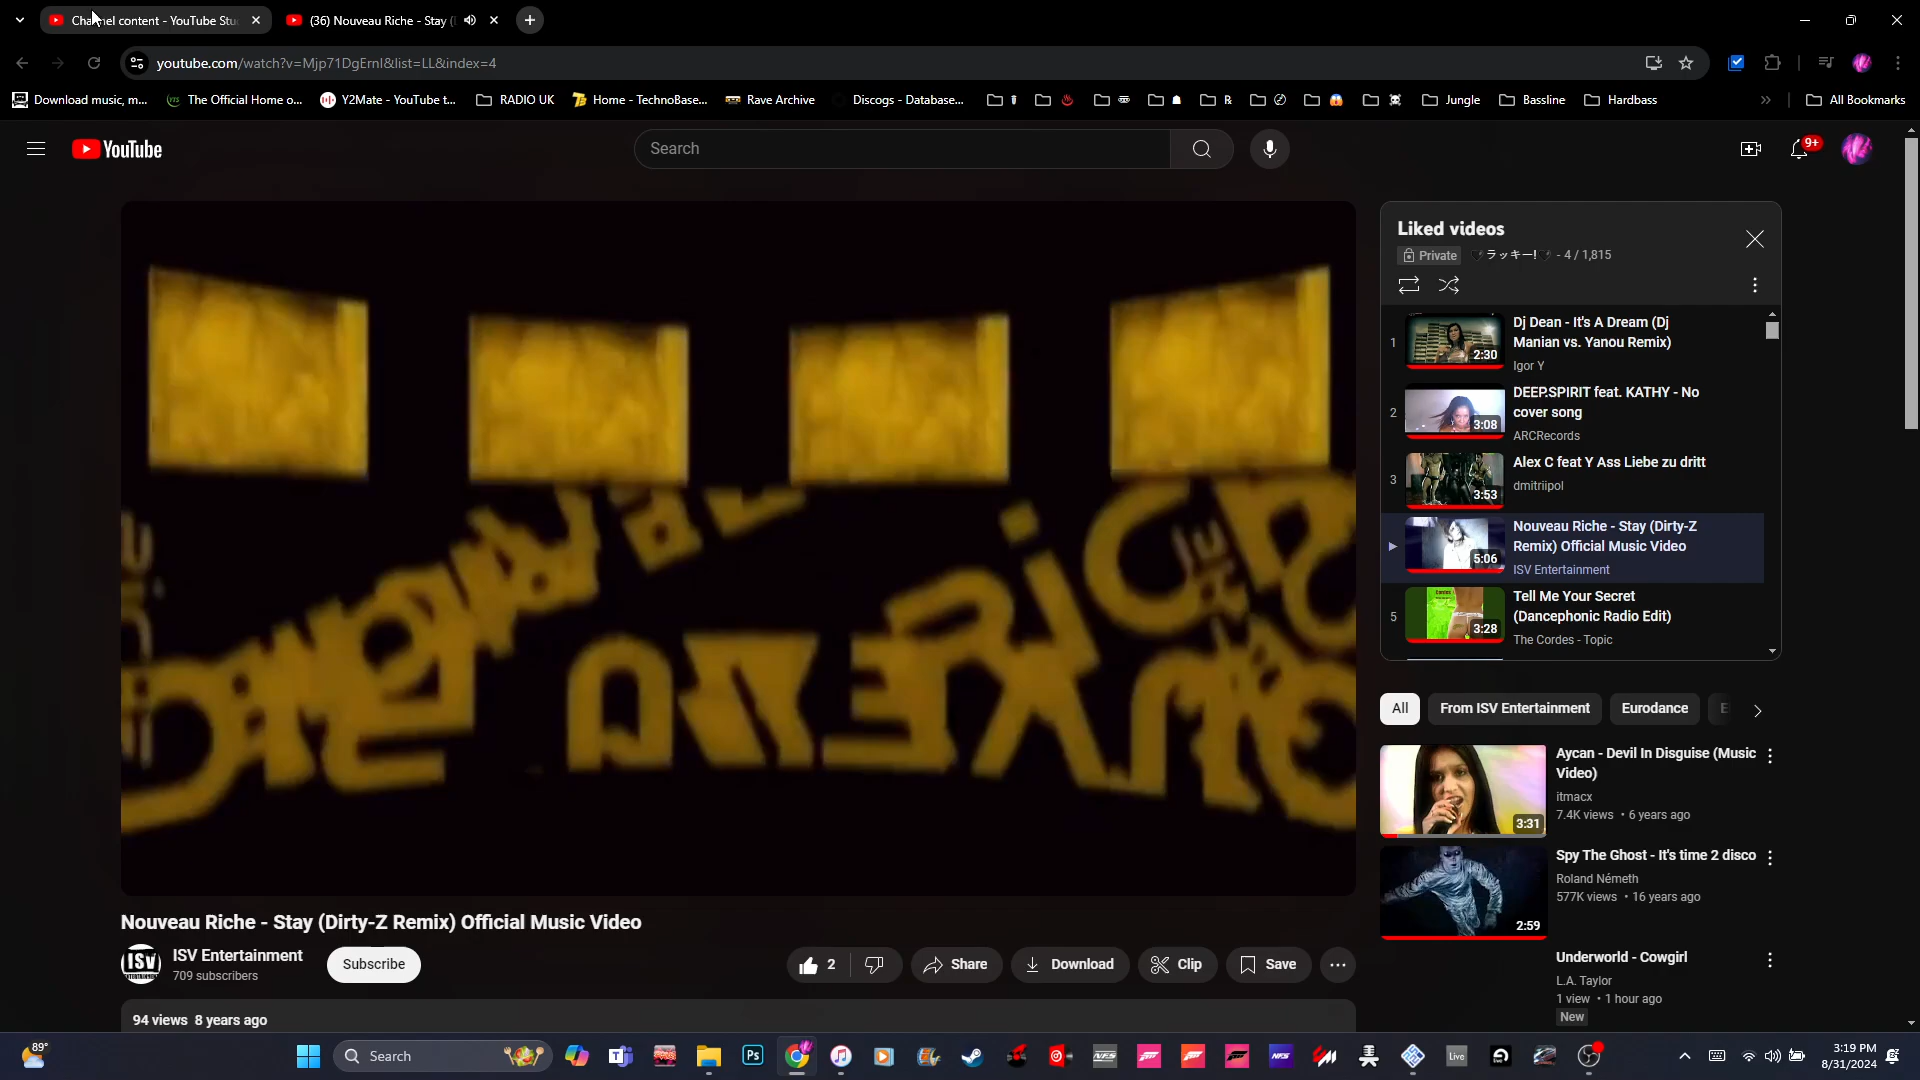 Channel content - YouTube Stu
(36) Nouveau Riche - Stay (D
youtube.com/watch?v=Mjp71DgErnI&list=LL&index=4
Download music, m...
The Official Home o...
Y2Mate - YouTube t...
RADIO UK
Home - TechnoBase...
Rave Archive
Discogs - Database...
Jungle
Bassline
Hardbass
All Bookmarks
YouTube
Search
9+
Liked videos
Private
ラッキー! - 4 / 1,815
1
Dj Dean - It's A Dream (Dj
Manian vs. Yanou Remix)
2:30
Igor Y
2
DEEP.SPIRIT feat. KATHY - No
cover song
3:08
ARCRecords
3
Alex C feat Y Ass Liebe zu dritt
dmitriipol
3:53
Nouveau Riche - Stay (Dirty-Z
Remix) Official Music Video
5:06
ISV Entertainment
5
Tell Me Your Secret
(Dancephonic Radio Edit)
3:28
The Cordes - Topic
All
From ISV Entertainment
Eurodance
Aycan - Devil In Disguise (Music
Video)
itmacx
7.4K views • 6 years ago
3:31
Spy The Ghost - It's time 2 disco
Roland Németh
577K views • 16 years ago
2:59
Underworld - Cowgirl
L.A. Taylor
1 view • 1 hour ago
New
Nouveau Riche - Stay (Dirty-Z Remix) Official Music Video
ISV
ISV Entertainment
709 subscribers
Subscribe
2
Share
Download
Clip
Save
94 views 8 years ago
89°
Search
Ps
NFS
NFS
Live
3:19 PM
8/31/2024